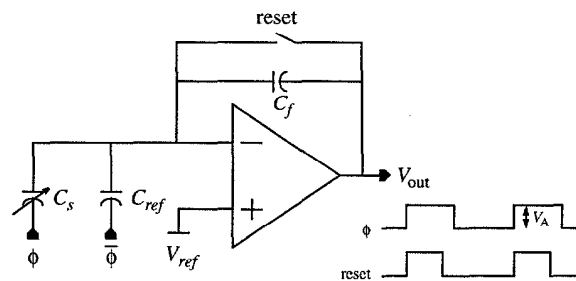 reset
C_f
−
C_s
C_ref
+
V_out
V_ref
ϕ
ϕ̅
V_A
ϕ
reset